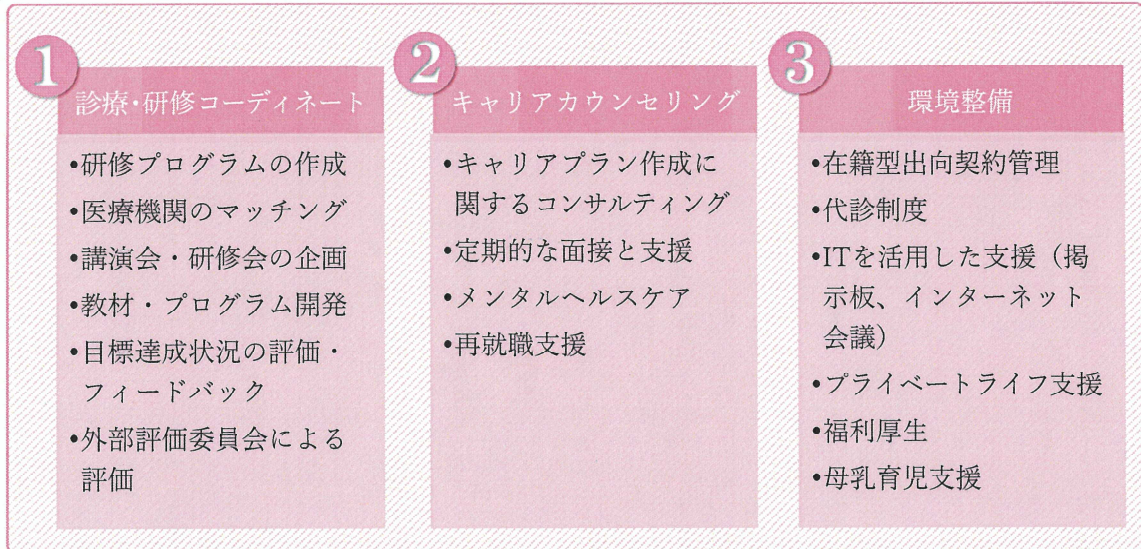 1
診療・研修コーディネート
•研修プログラムの作成
•医療機関のマッチング
•講演会・研修会の企画
•教材・プログラム開発
•目標達成状況の評価・
フィードバック
•外部評価委員会による
評価
2
キャリアカウンセリング
•キャリアプラン作成に
関するコンサルティング
•定期的な面接と支援
•メンタルヘルスケア
•再就職支援
3
環境整備
•在籍型出向契約管理
•代診制度
•ITを活用した支援（掲
示板、インターネット
会議）
•プライベートライフ支援
•福利厚生
•母乳育児支援